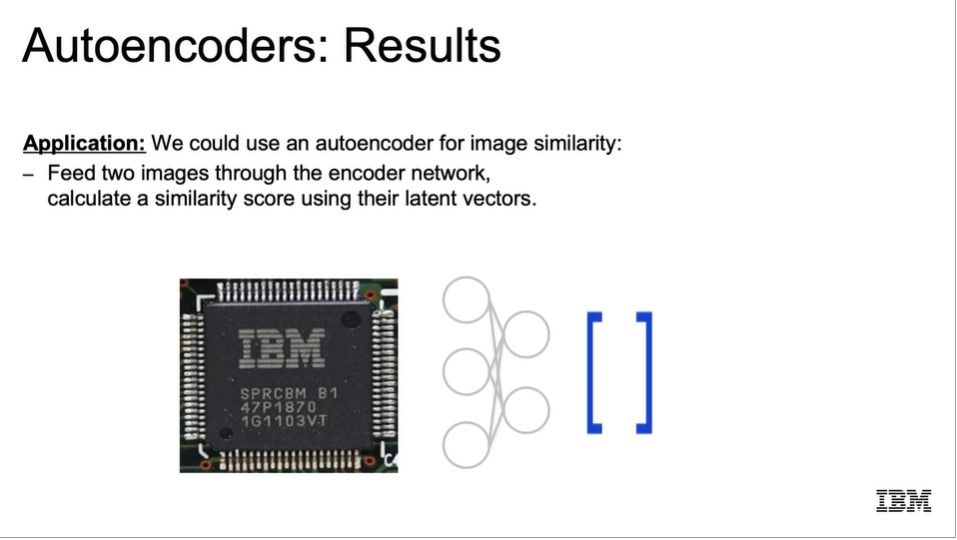 Autoencoders: Results
Application: We could use an autoencoder for image similarity:
– Feed two images through the encoder network,
calculate a similarity score using their latent vectors.
IBM
SPRCBM B1
47P1870
1G1103VT
IBM